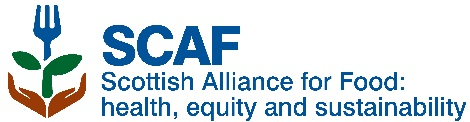 SCAF
Scottish Alliance for Food:
health, equity and sustainability